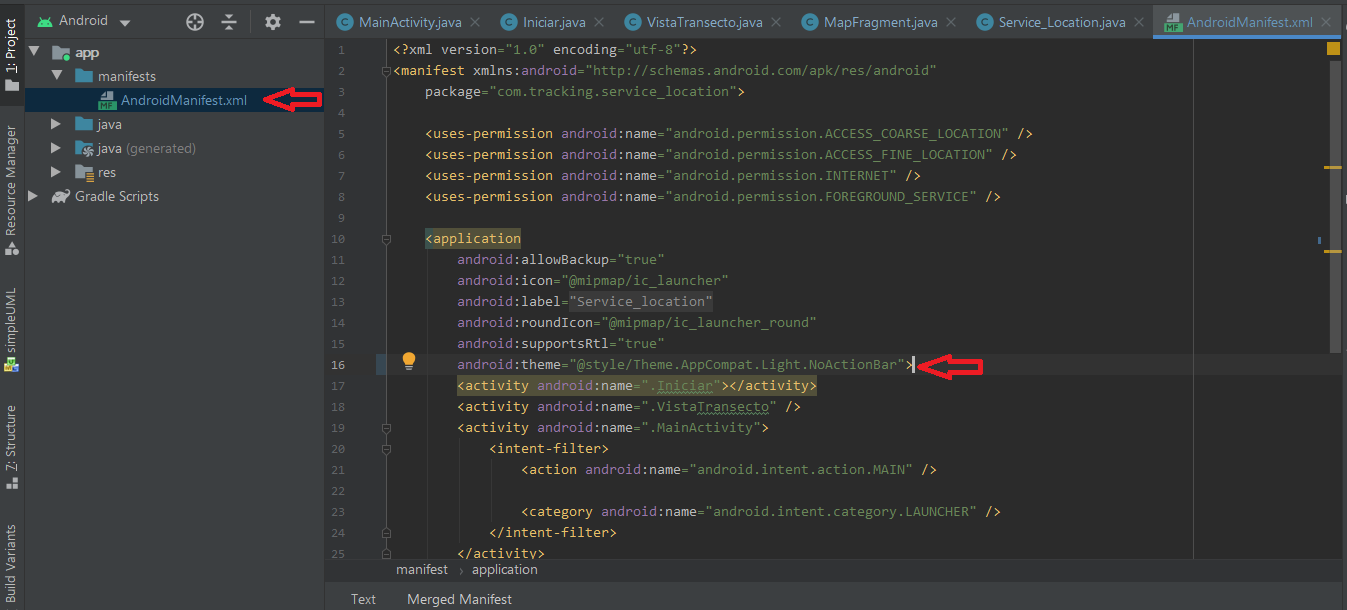 Android
MainActivity.java
Iniciar.java
VistaTransecto.java
MapFragment.java
Service_Location.java
AndroidManifest.xml
1: Project
Resource Manager
simpleUML
7: Structure
Build Variants
app
manifests
MF AndroidManifest.xml
java
java (generated)
res
Gradle Scripts
1 <?xml version="1.0" encoding="utf-8"?>
2 <manifest xmlns:android="http://schemas.android.com/apk/res/android"
3 package="com.tracking.service_location">
4
5 <uses-permission android:name="android.permission.ACCESS_COARSE_LOCATION" />
6 <uses-permission android:name="android.permission.ACCESS_FINE_LOCATION" />
7 <uses-permission android:name="android.permission.INTERNET" />
8 <uses-permission android:name="android.permission.FOREGROUND_SERVICE" />
9
10 <application
11 android:allowBackup="true"
12 android:icon="@mipmap/ic_launcher"
13 android:label="Service_location"
14 android:roundIcon="@mipmap/ic_launcher_round"
15 android:supportsRtl="true"
16 android:theme="@style/Theme.AppCompat.Light.NoActionBar">
17 <activity android:name=".Iniciar"></activity>
18 <activity android:name=".VistaTransecto" />
19 <activity android:name=".MainActivity">
20 <intent-filter>
21 <action android:name="android.intent.action.MAIN" />
22
23 <category android:name="android.intent.category.LAUNCHER" />
24 </intent-filter>
25 </activity>
manifest › application
Text Merged Manifest